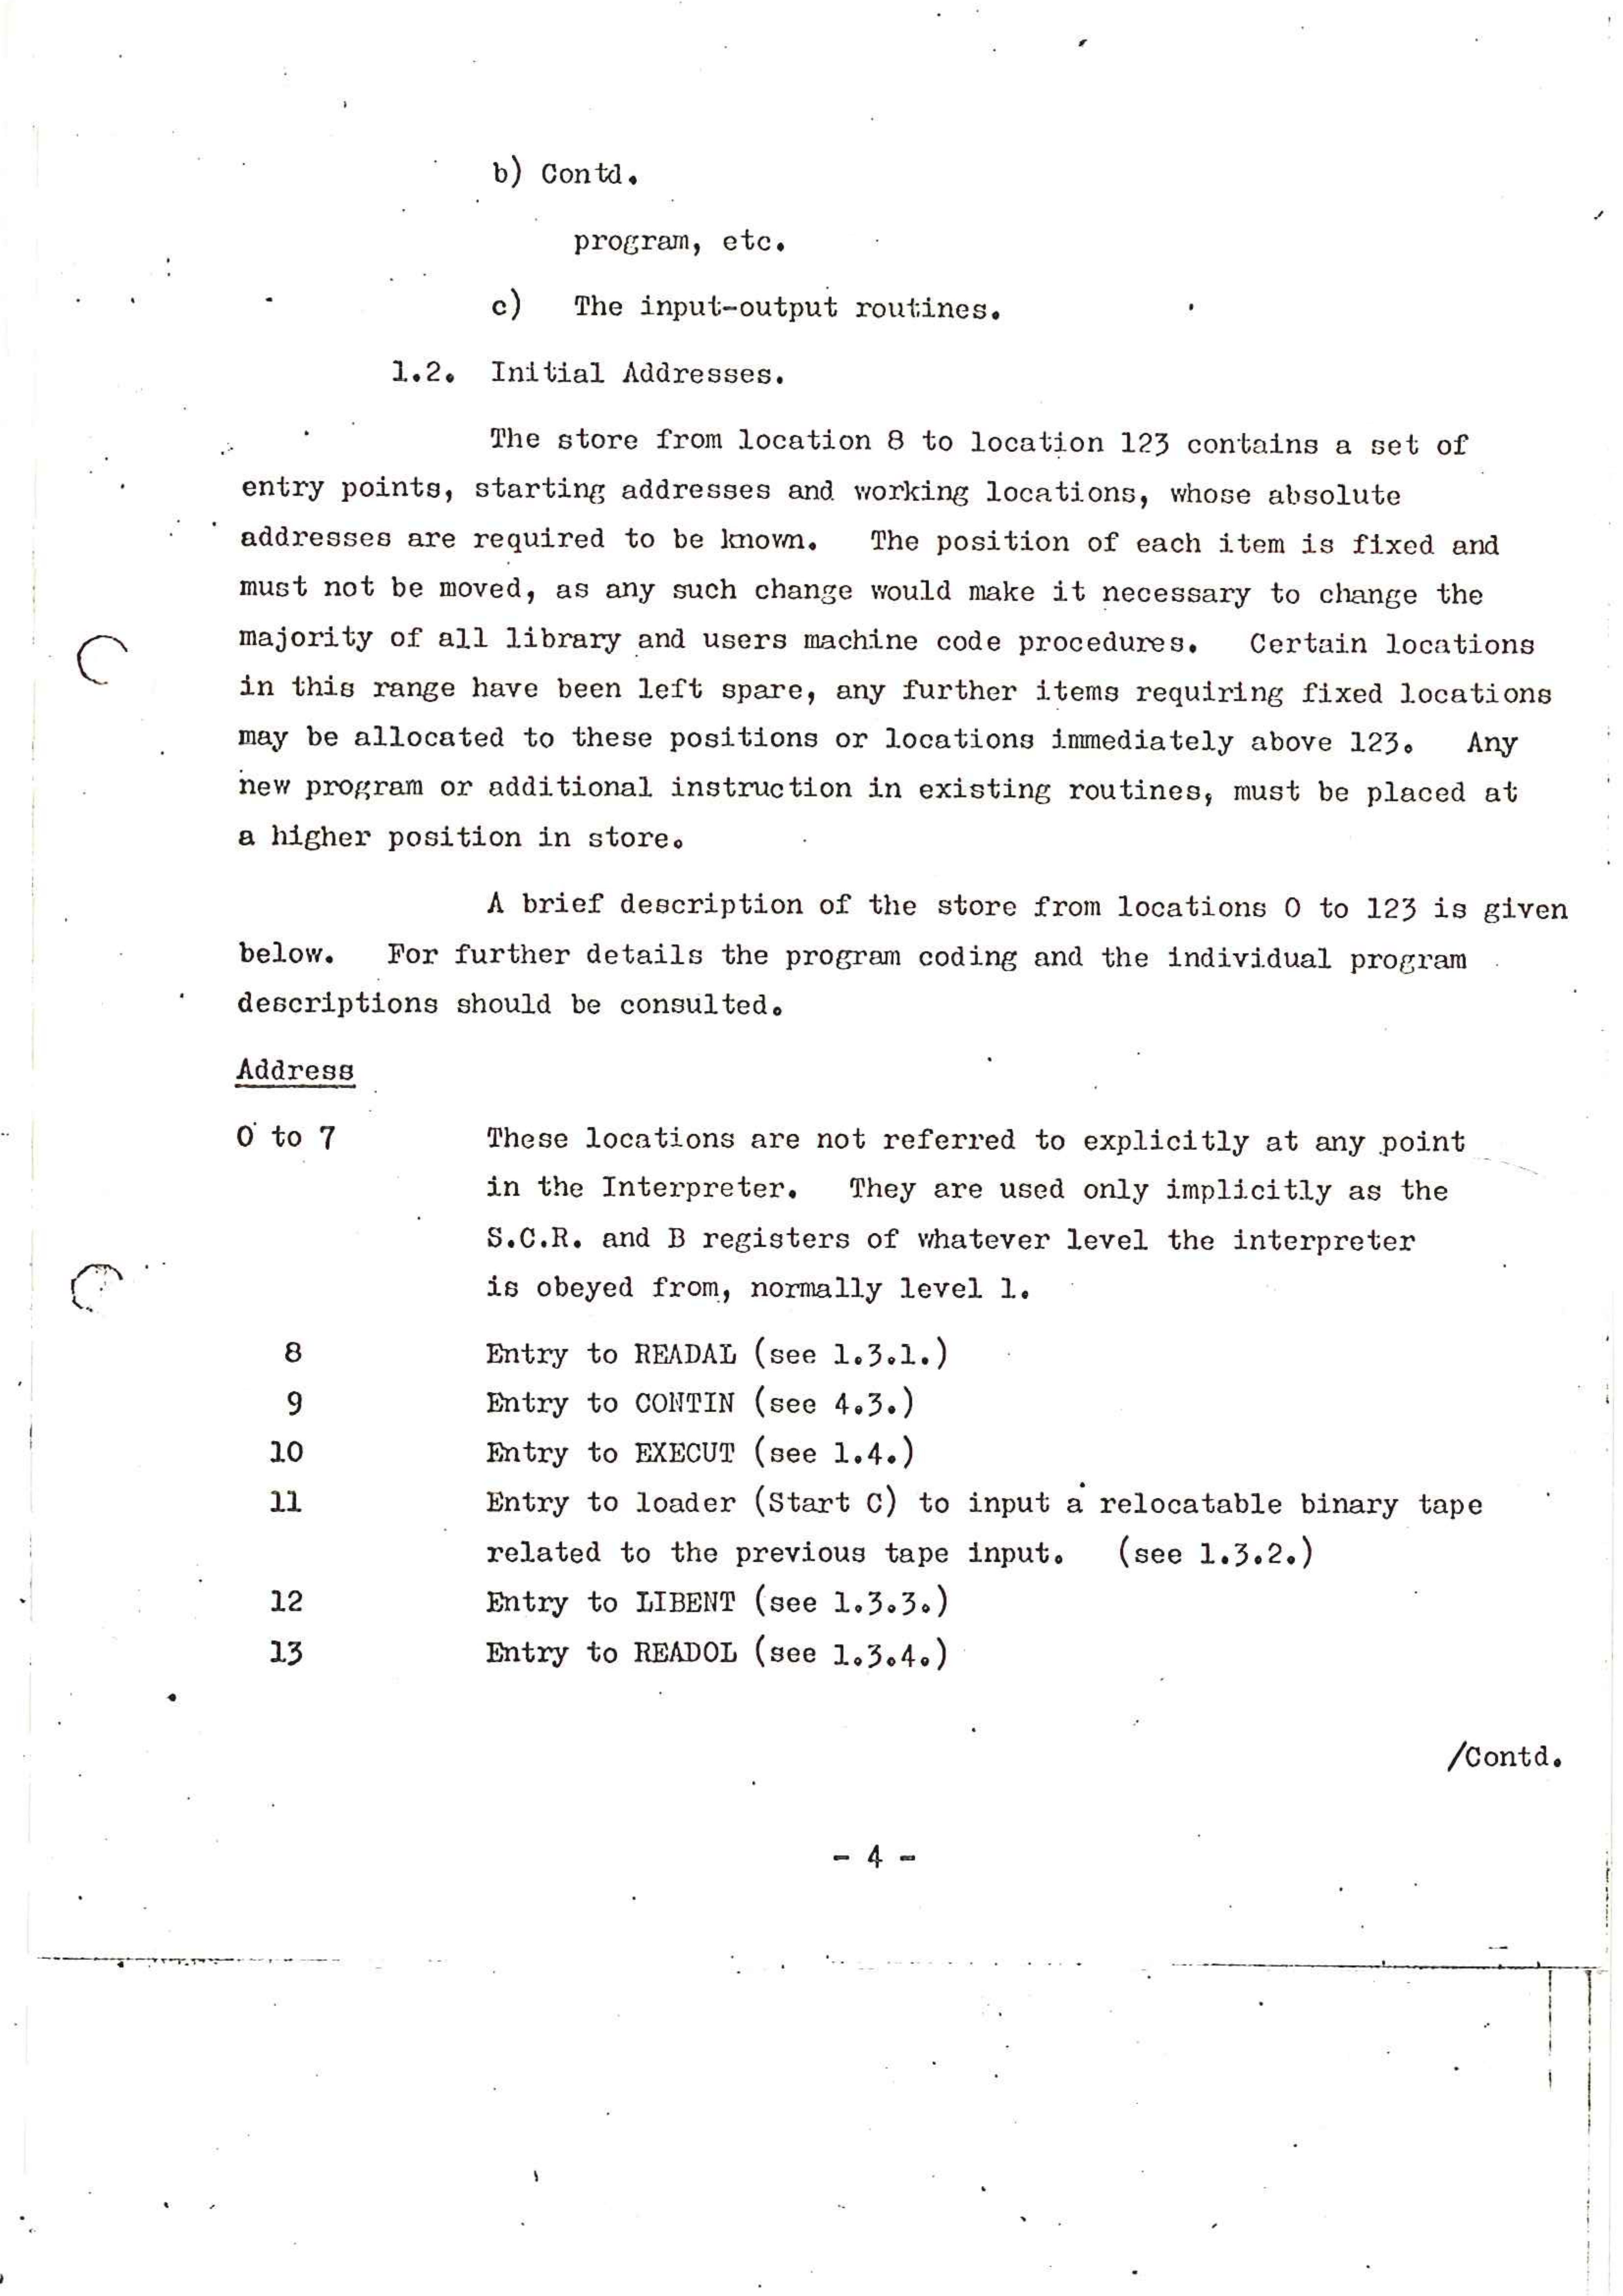 b) Contd.
program, etc.
c) The input-output routines.
1.2. Initial Addresses.
The store from location 8 to location 123 contains a set of
entry points, starting addresses and working locations, whose absolute
addresses are required to be known. The position of each item is fixed and
must not be moved, as any such change would make it necessary to change the
majority of all library and users machine code procedures. Certain locations
in this range have been left spare, any further items requiring fixed locations
may be allocated to these positions or locations immediately above 123. Any
new program or additional instruction in existing routines, must be placed at
a higher position in store.
A brief description of the store from locations 0 to 123 is given
below. For further details the program coding and the individual program
descriptions should be consulted.
Address
0 to 7 These locations are not referred to explicitly at any point
in the Interpreter. They are used only implicitly as the
S.C.R. and B registers of whatever level the interpreter
is obeyed from, normally level 1.
8 Entry to READAL (see 1.3.1.)
9 Entry to CONTIN (see 4.3.)
10 Entry to EXECUT (see 1.4.)
11 Entry to loader (Start C) to input a relocatable binary tape
related to the previous tape input. (see 1.3.2.)
12 Entry to LIBENT (see 1.3.3.)
13 Entry to READOL (see 1.3.4.)
/Contd.
- 4 -